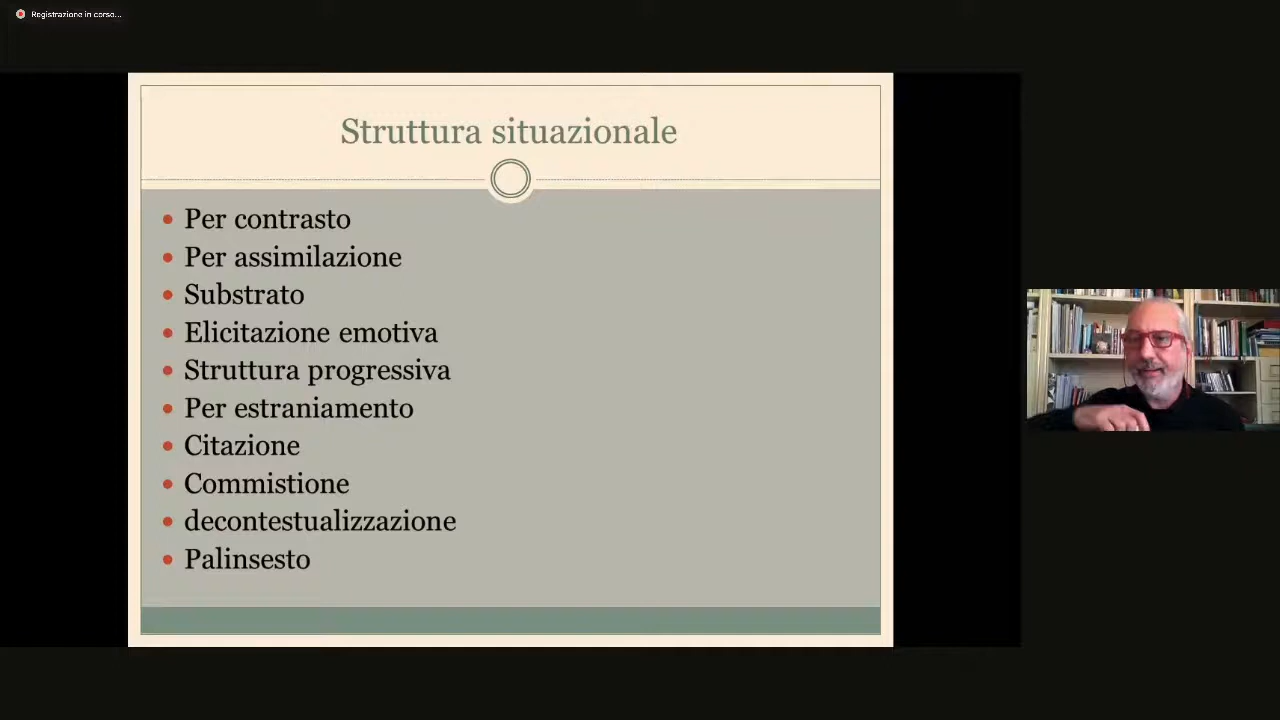 Registrazione in corso...
Struttura situazionale
Per contrasto
Per assimilazione
Substrato
Elicitazione emotiva
Struttura progressiva
Per estraniamento
Citazione
Commistione
decontestualizzazione
Palinsesto